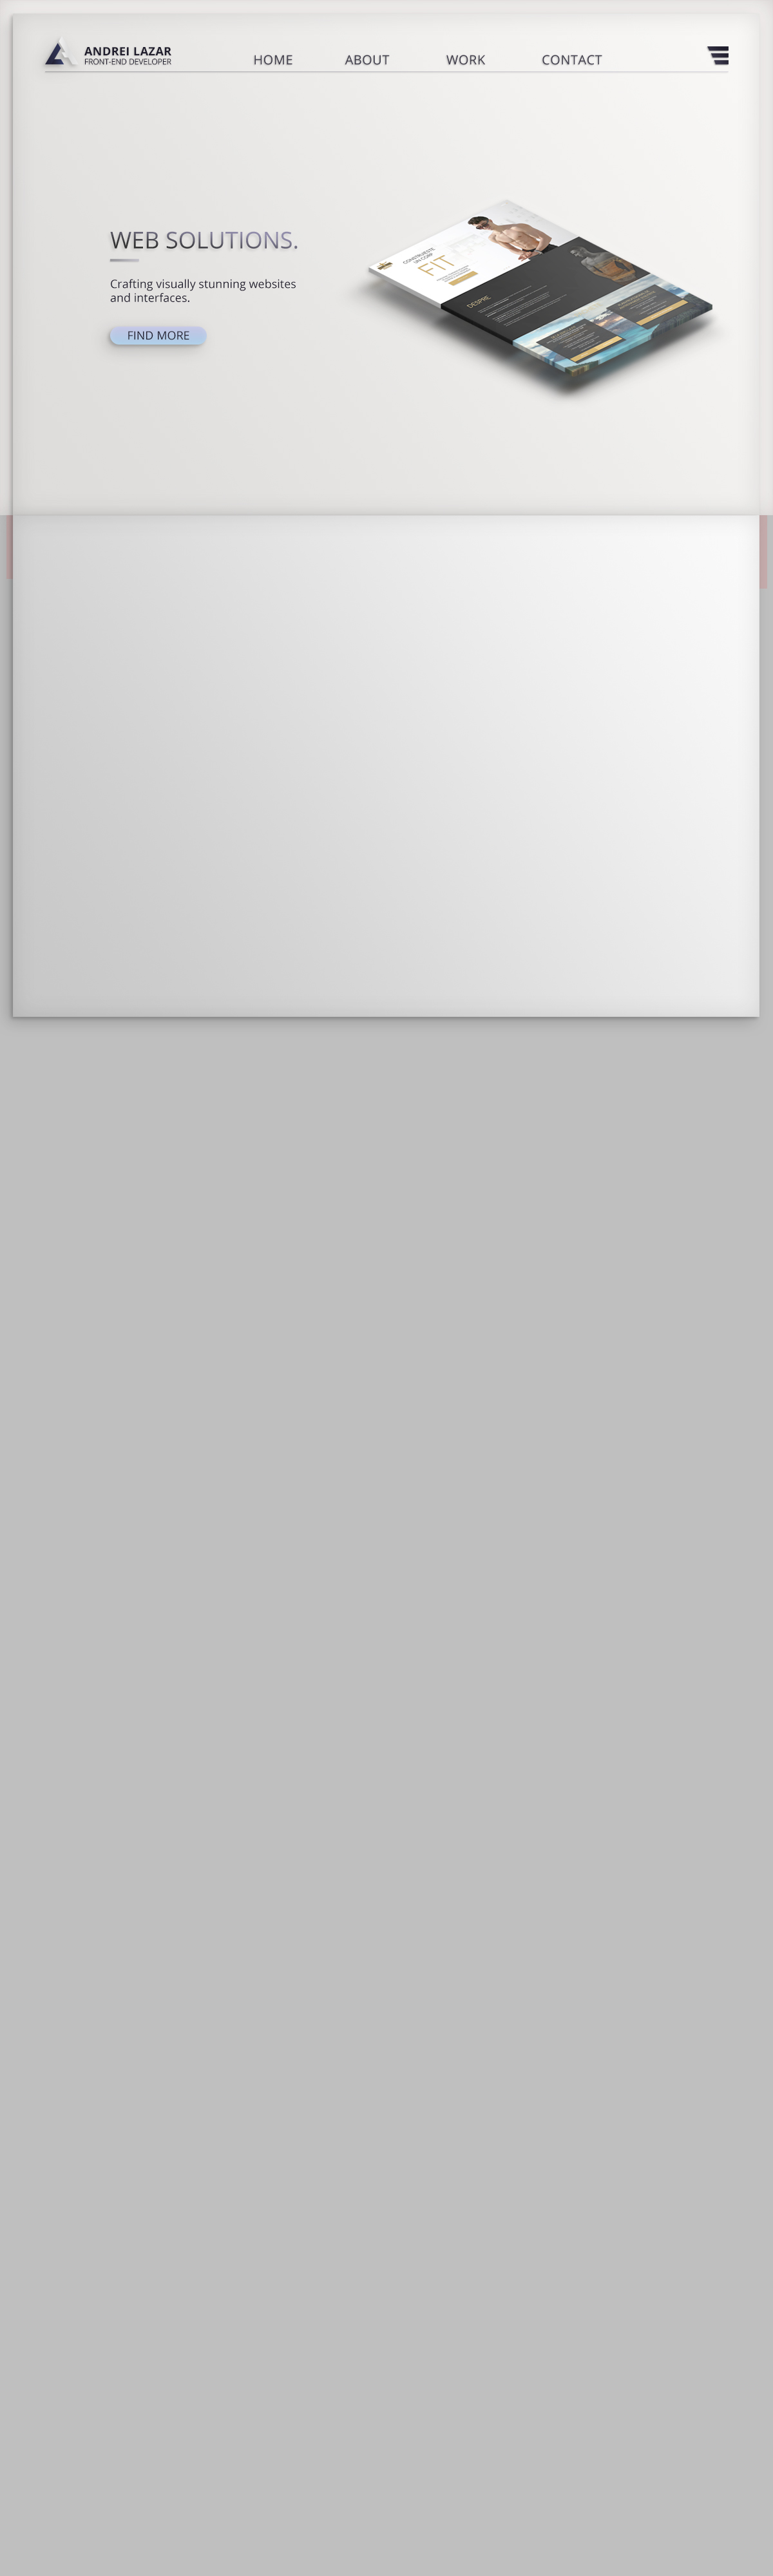 ANDREI LAZAR
FRONT-END DEVELOPER
HOME
ABOUT
WORK
CONTACT
WEB SOLUTIONS.
Crafting visually stunning websites
and interfaces.
FIND MORE
FIT
DESPRE